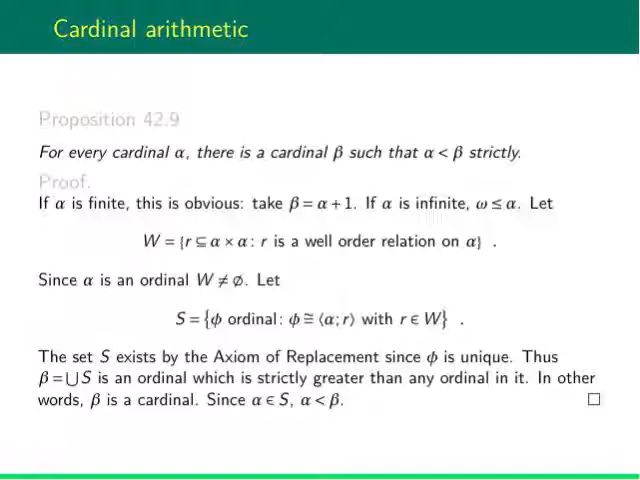 Cardinal arithmetic
Proposition 42.9
For every cardinal α, there is a cardinal β such that α < β strictly.
Proof.
If α is finite, this is obvious: take β = α + 1. If α is infinite, ω ≤ α. Let
W = {r ⊆ α × α : r is a well order relation on α} .
Since α is an ordinal W ≠ ∅. Let
S = {ϕ ordinal : ϕ ≅ ⟨α; r⟩ with r ∈ W} .
The set S exists by the Axiom of Replacement since ϕ is unique. Thus
β = ⋃ S is an ordinal which is strictly greater than any ordinal in it. In other
words, β is a cardinal. Since α ∈ S, α < β. □